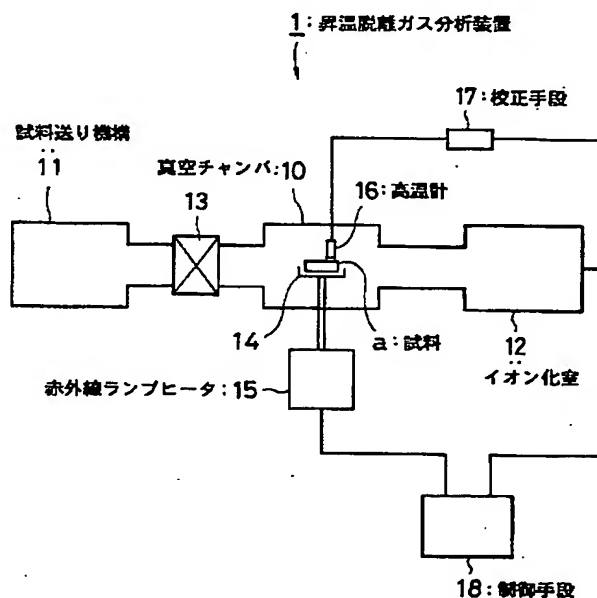 1:昇温脱離ガス分析装置
17:校正手段
試料送り機構:11
真空チャンバ:10
13
16:高温計
14
a:試料
12:イオン化室
赤外線ランプヒータ:15
18:制御手段